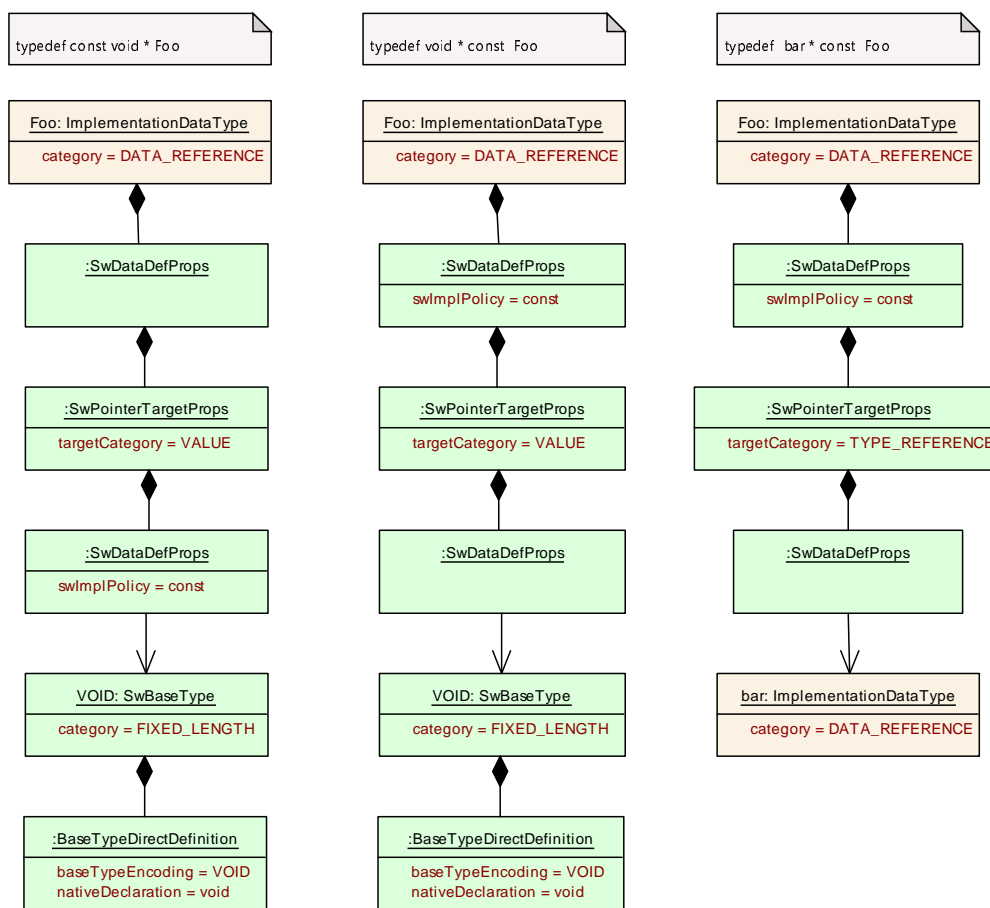 typedef const void * Foo
Foo: ImplementationDataType
category = DATA_REFERENCE
:SwDataDefProps
:SwPointerTargetProps
targetCategory = VALUE
:SwDataDefProps
swImplPolicy = const
VOID: SwBaseType
category = FIXED_LENGTH
:BaseTypeDirectDefinition
baseTypeEncoding = VOID
nativeDeclaration = void
typedef void * const Foo
Foo: ImplementationDataType
category = DATA_REFERENCE
:SwDataDefProps
swImplPolicy = const
:SwPointerTargetProps
targetCategory = VALUE
:SwDataDefProps
VOID: SwBaseType
category = FIXED_LENGTH
:BaseTypeDirectDefinition
baseTypeEncoding = VOID
nativeDeclaration = void
typedef bar * const Foo
Foo: ImplementationDataType
category = DATA_REFERENCE
:SwDataDefProps
swImplPolicy = const
:SwPointerTargetProps
targetCategory = TYPE_REFERENCE
:SwDataDefProps
bar: ImplementationDataType
category = DATA_REFERENCE